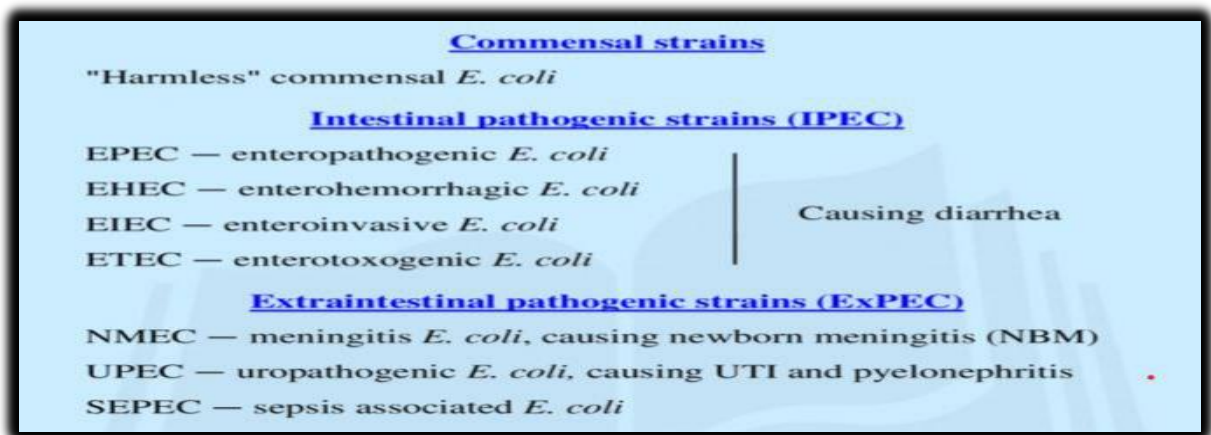 Commensal strains
"Harmless" commensal E. coli
Intestinal pathogenic strains (IPEC)
EPEC — enteropathogenic E. coli
EHEC — enterohemorrhagic E. coli
EIEC — enteroinvasive E. coli
ETEC — enterotoxogenic E. coli
Causing diarrhea
Extraintestinal pathogenic strains (ExPEC)
NMEC — meningitis E. coli, causing newborn meningitis (NBM)
UPEC — uropathogenic E. coli, causing UTI and pyelonephritis
SEPEC — sepsis associated E. coli